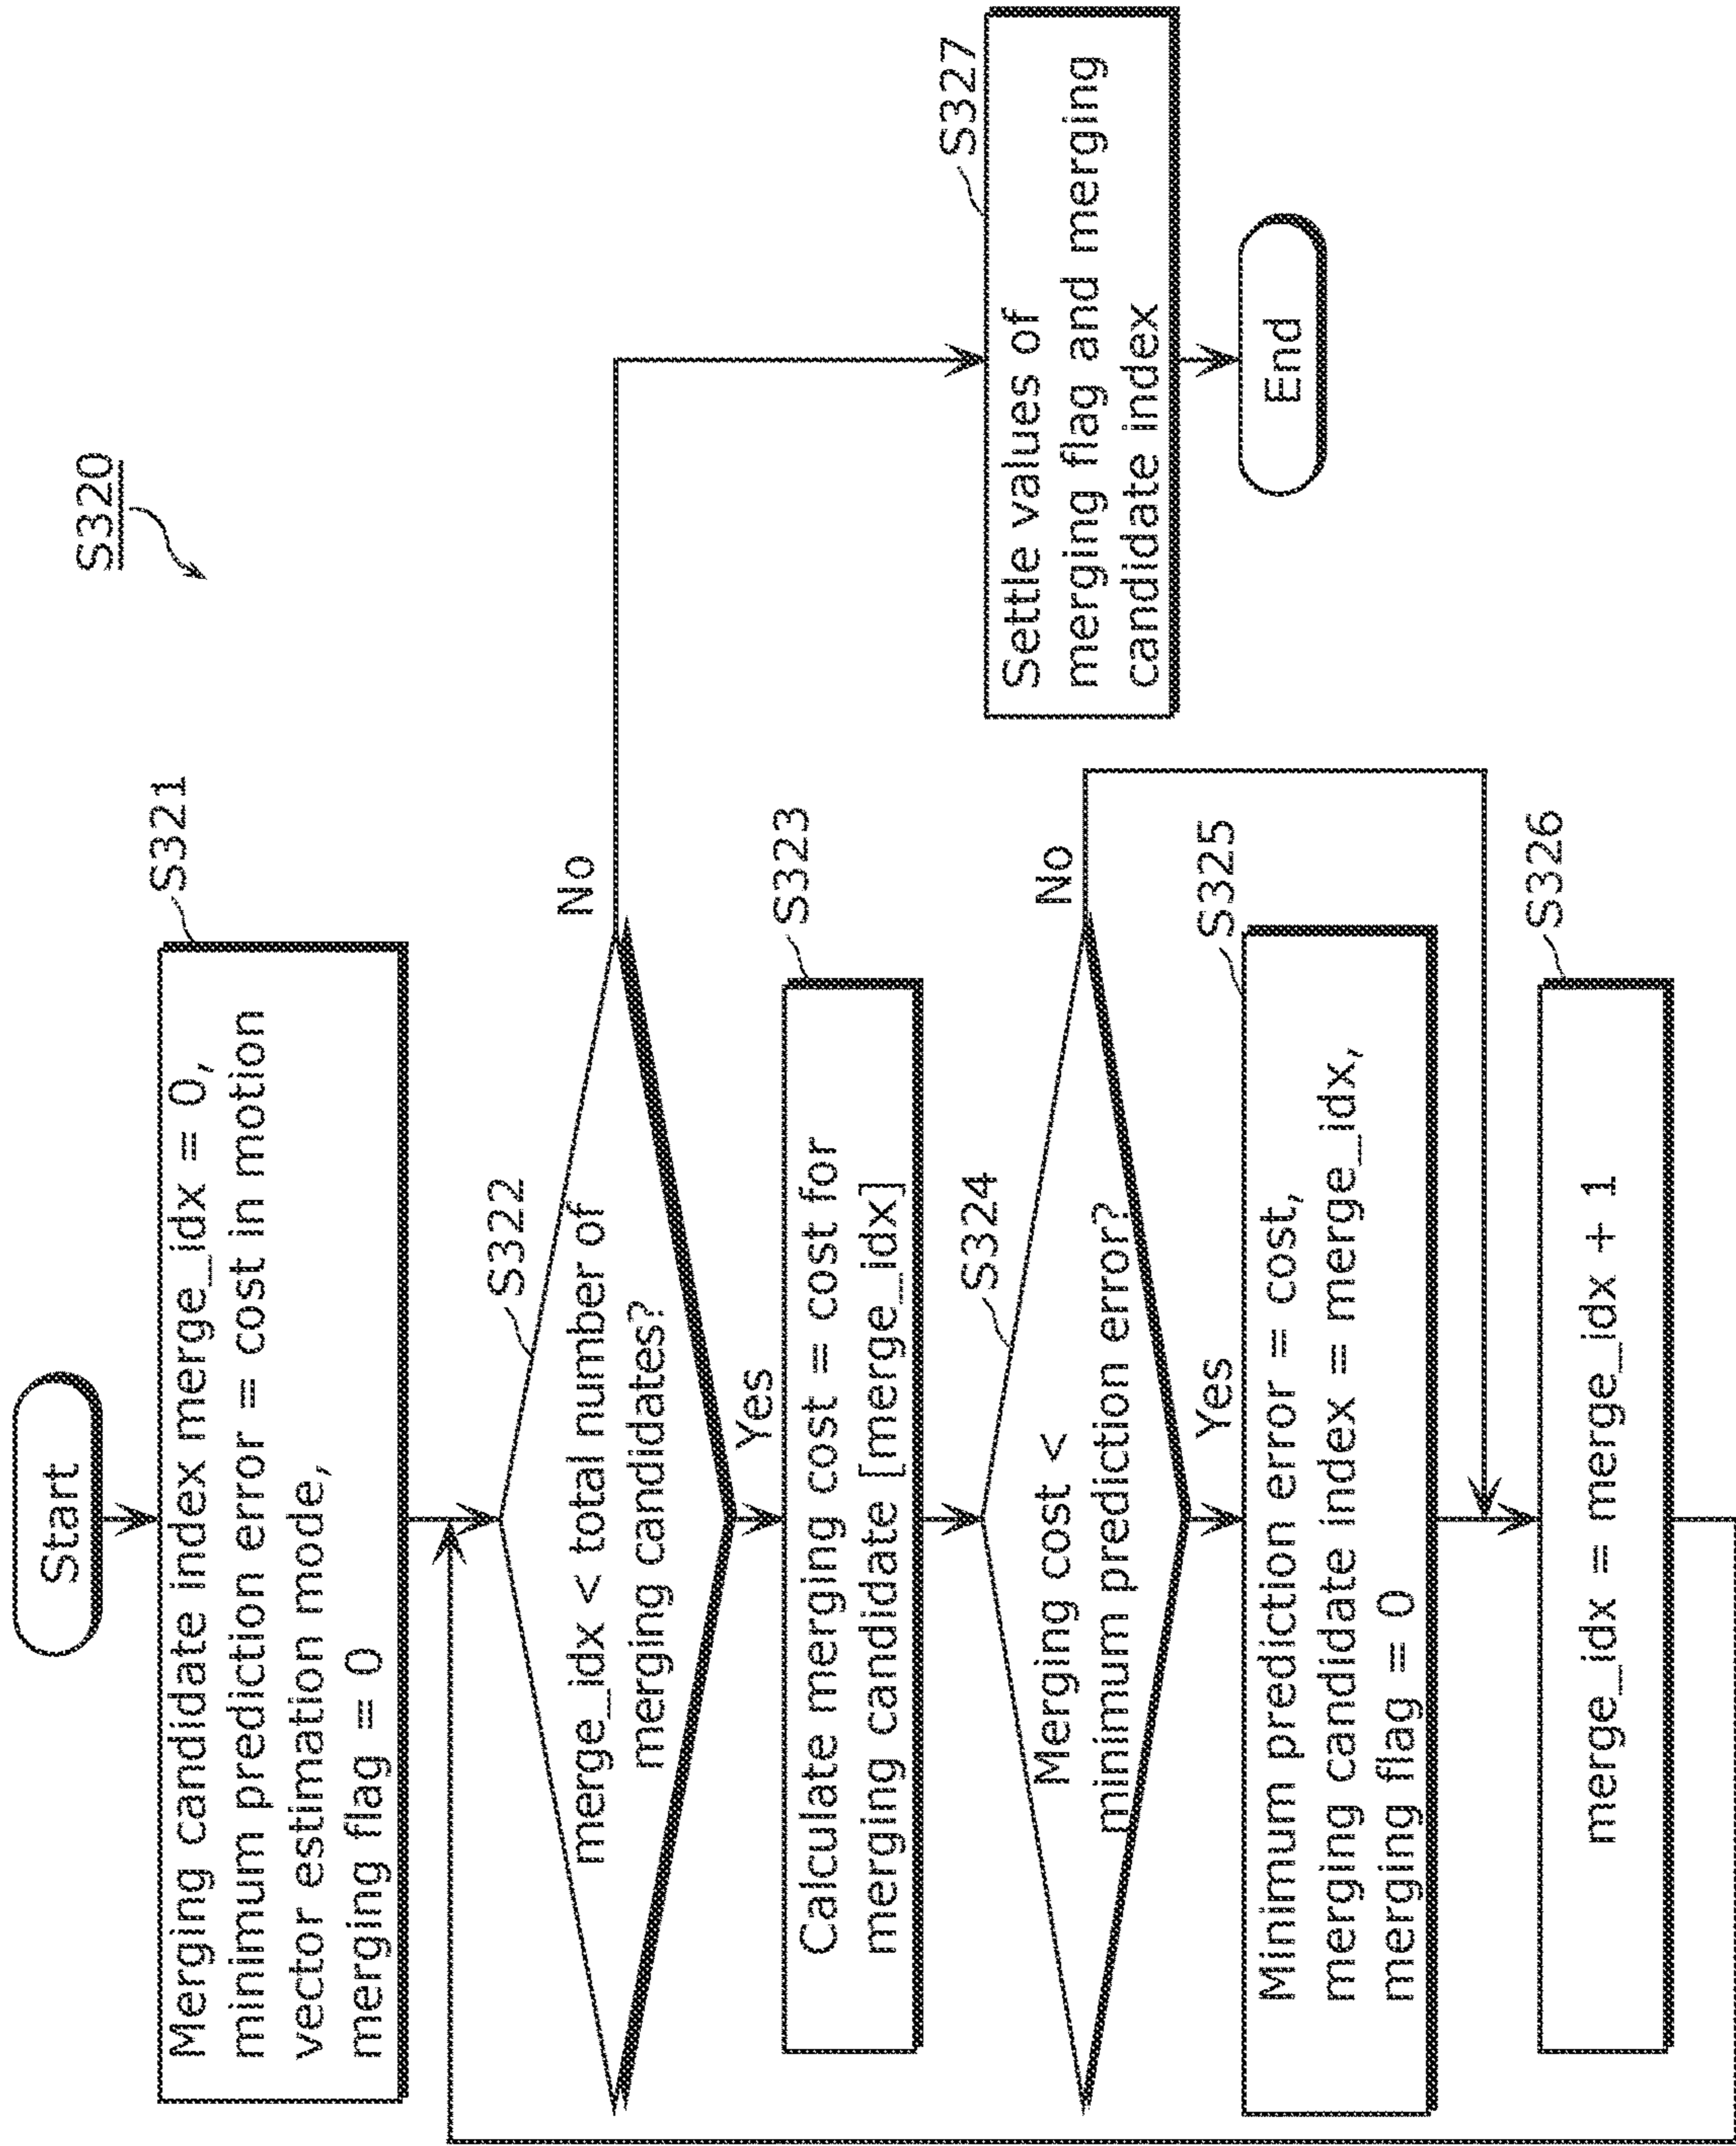 S320
Start
S321
Merging candidate index merge_idx = 0,
minimum prediction error = cost in motion
vector estimation mode,
merging flag = 0
S322
merge_idx < total number of
merging candidates?
No
Yes
S323
Calculate merging cost = cost for
merging candidate [merge_idx]
S324
Merging cost <
minimum prediction error?
No
Yes
S325
Minimum prediction error = cost,
merging candidate index = merge_idx,
merging flag = 0
S326
merge_idx = merge_idx + 1
S327
Settle values of
merging flag and merging
candidate index
End